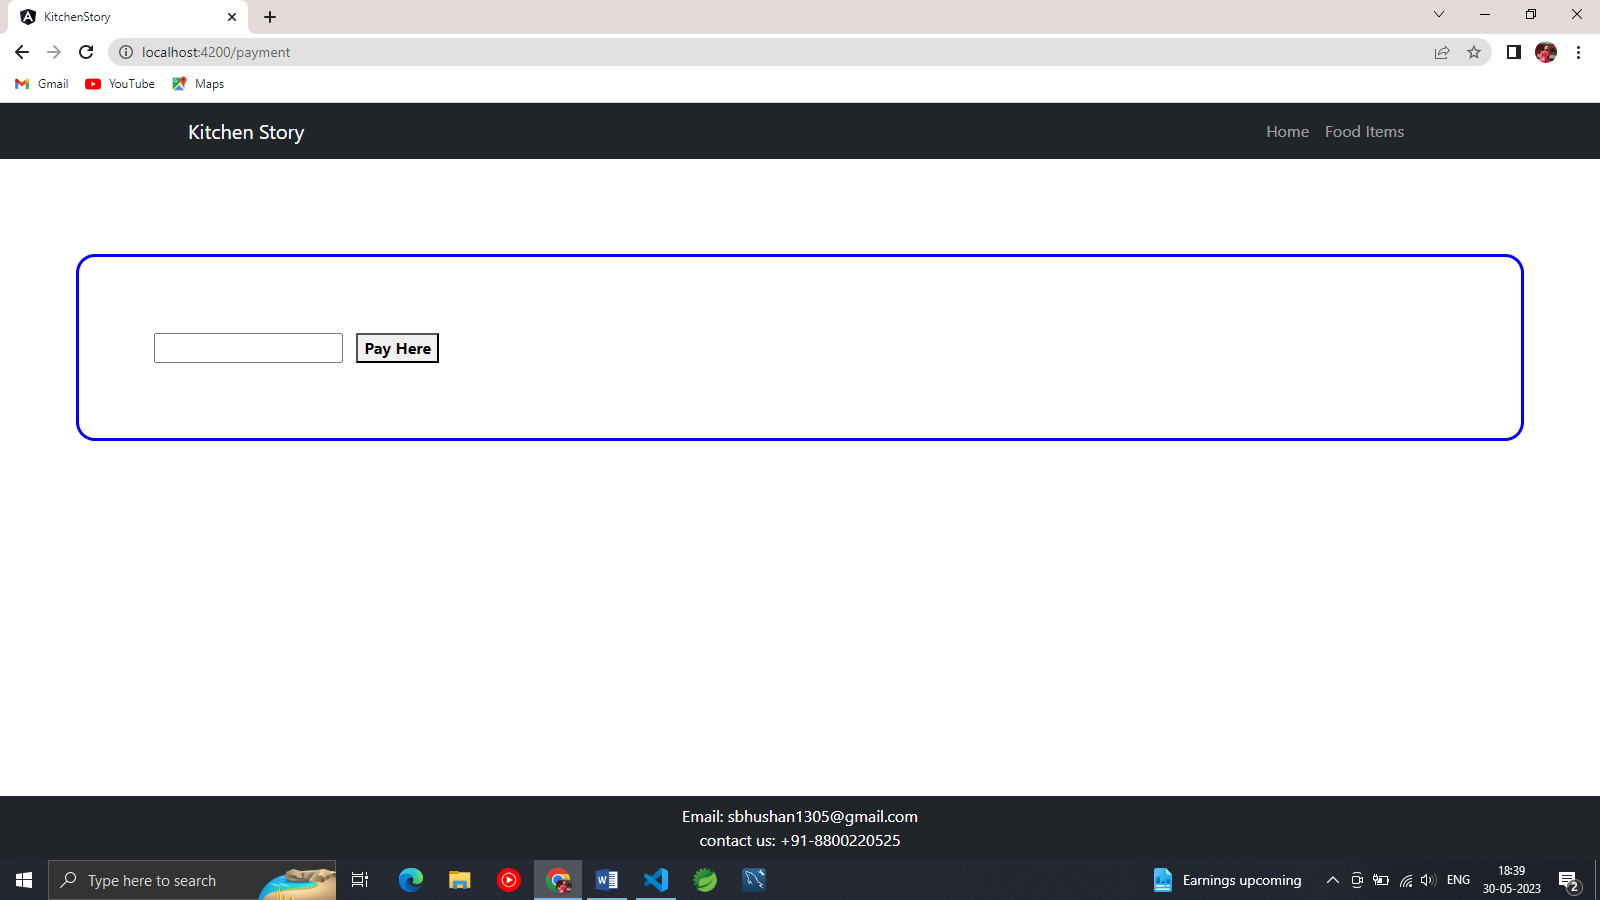 KitchenStory
localhost:4200/payment
Gmail YouTube Maps
Kitchen Story Home Food Items
Pay Here
Email: sbhushan1305@gmail.com
contact us: +91-8800220525
Type here to search Earnings upcoming ENG 18:39
30-05-2023 2